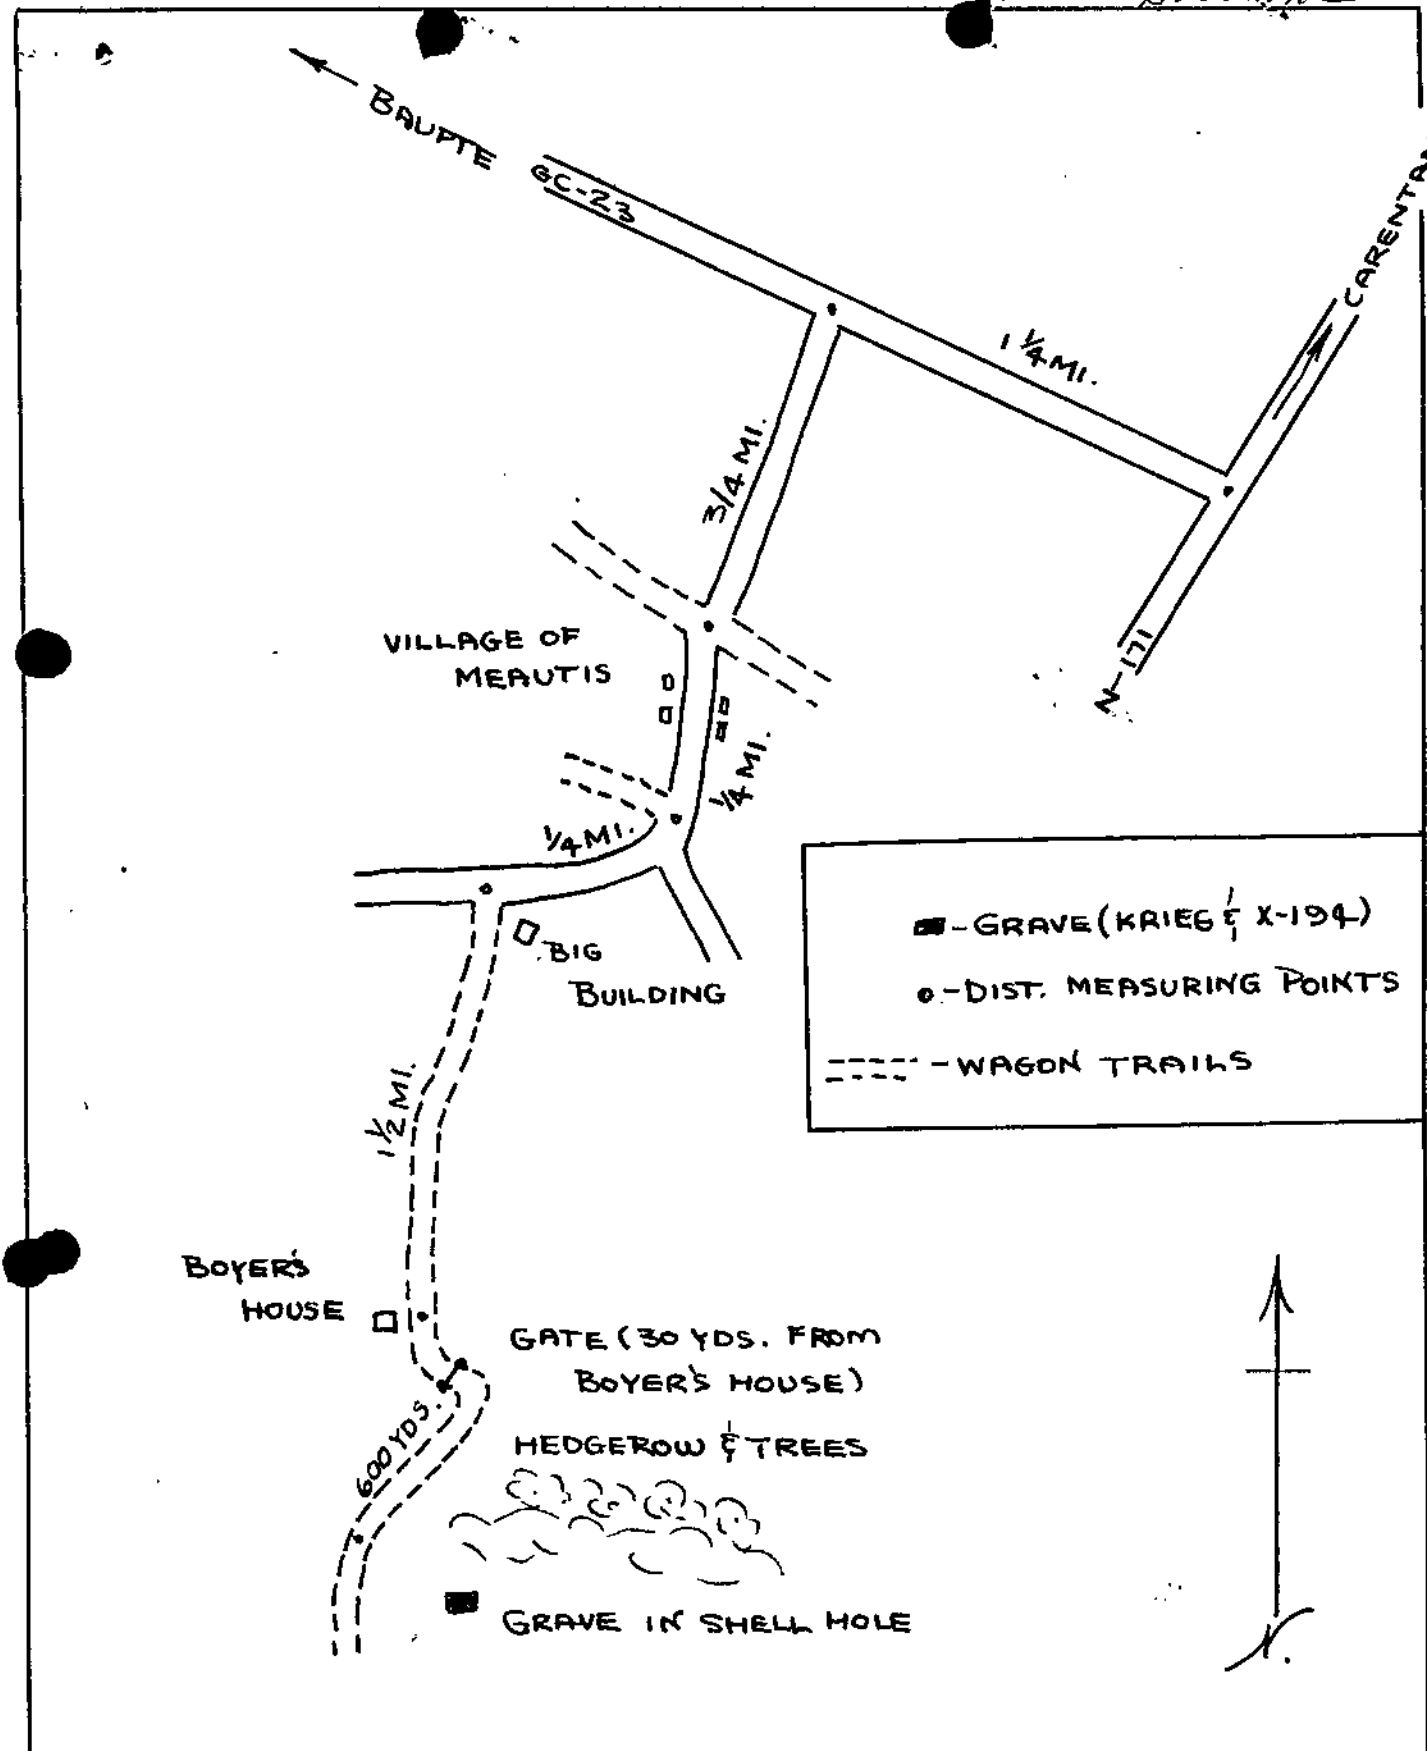 BAUPTE
GC-23
CARENTAN
1 1/4 MI.
3/4 MI.
N-171
VILLAGE OF
MEAUTIS
1/4 MI.
1/4 MI.
BIG
BUILDING
- GRAVE (KRIEG & X-194)
- DIST. MEASURING POINTS
- WAGON TRAILS
1 1/2 MI.
BOYER'S
HOUSE
GATE (30 YDS. FROM
BOYER'S HOUSE)
600 YDS.
HEDGEROW & TREES
GRAVE IN SHELL HOLE
N.